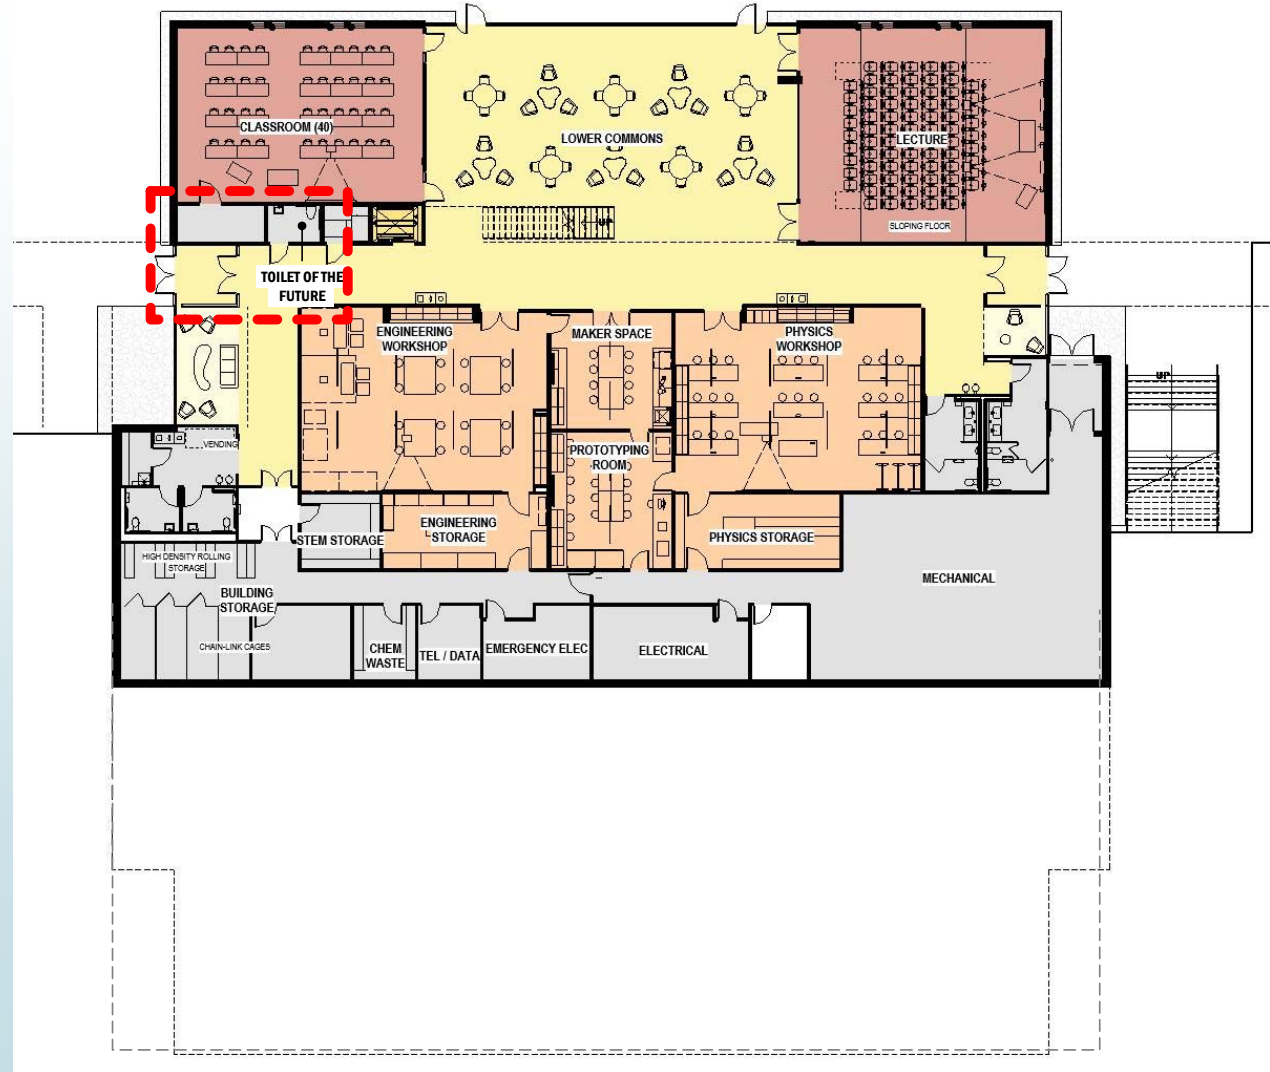 CLASSROOM (40)
LOWER COMMONS
LECTURE
UP
SLOPING FLOOR
TOILET OF THE
FUTURE
ENGINEERING
WORKSHOP
MAKER SPACE
PHYSICS
WORKSHOP
UP
VENDING
PROTOTYPING
ROOM
STEM STORAGE
ENGINEERING
STORAGE
PHYSICS STORAGE
HIGH DENSITY ROLLING
STORAGE
BUILDING
STORAGE
MECHANICAL
CHAIN-LINK CAGES
CHEM
WASTE
TEL / DATA
EMERGENCY ELEC
ELECTRICAL